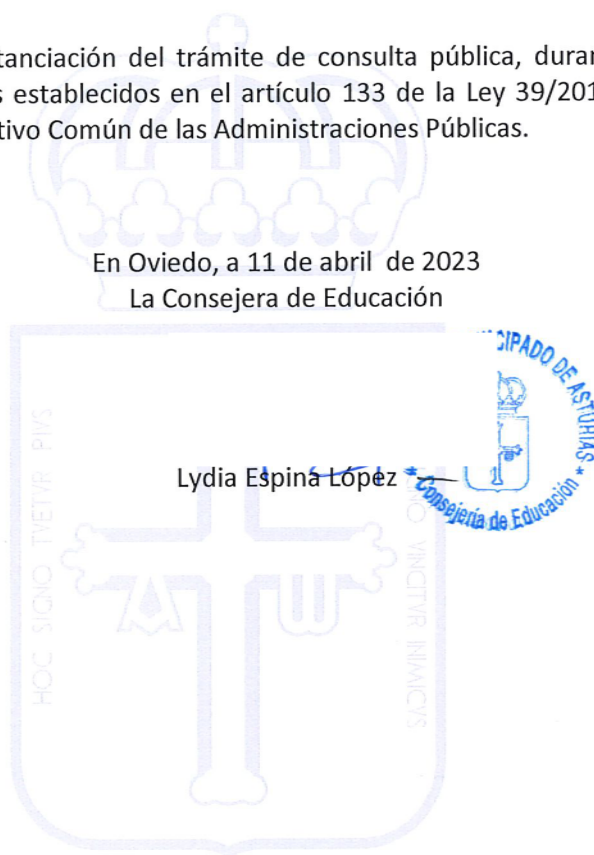 tanciación del trámite de consulta pública, duran
s establecidos en el artículo 133 de la Ley 39/201
tivo Común de las Administraciones Públicas.
En Oviedo, a 11 de abril de 2023
La Consejera de Educación
CIPADO DE ASTURIAS
Lydia Espina López
* Consejería de Educación *
HOC SIGNO TVETVR PIVS
VINCITVR INIMICVS